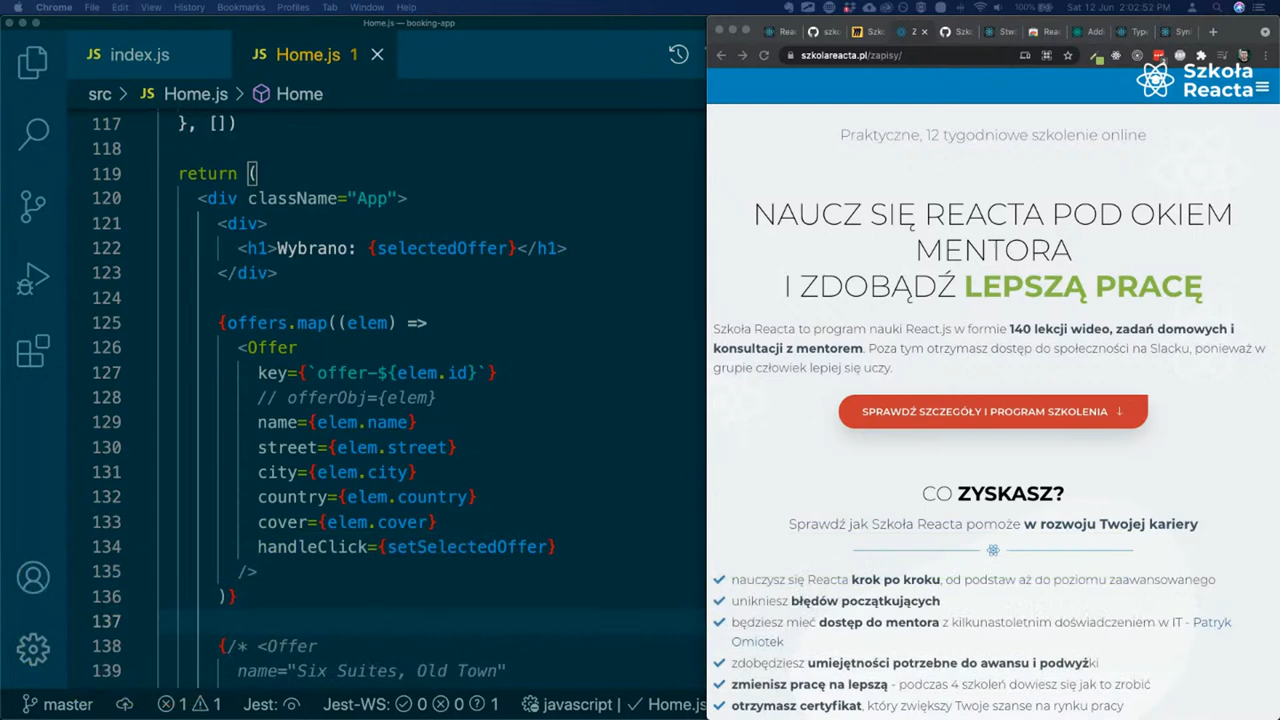 Chrome File Edit View History Bookmarks Profiles Tab Window Help
100% Sat 12 Jun 2:02:52 PM
Home.js — booking-app
JS index.js
JS Home.js 1
src > JS Home.js > Home
117 }, [])
118
119 return (
120 <div className="App">
121 <div>
122 <h1>Wybrano: {selectedOffer}</h1>
123 </div>
124
125 {offers.map((elem) =>
126 <Offer
127 key={`offer-${elem.id}`}
128 // offerObj={elem}
129 name={elem.name}
130 street={elem.street}
131 city={elem.city}
132 country={elem.country}
133 cover={elem.cover}
134 handleClick={setSelectedOffer}
135 />
136 )}
137
138 {/* <Offer
139 name="Six Suites, Old Town"
master 1 1 Jest: Jest-WS: 0 0 1 javascript Home.js
szkolareacta.pl/zapisy/
Szkoła
Reacta
Praktyczne, 12 tygodniowe szkolenie online
NAUCZ SIĘ REACTA POD OKIEM
MENTORA
I ZDOBĄDŹ LEPSZĄ PRACĘ
Szkoła Reacta to program nauki React.js w formie 140 lekcji wideo, zadań domowych i
konsultacji z mentorem. Poza tym otrzymasz dostęp do społeczności na Slacku, ponieważ w
grupie człowiek lepiej się uczy.
SPRAWDŹ SZCZEGÓŁY I PROGRAM SZKOLENIA ↓
CO ZYSKASZ?
Sprawdź jak Szkoła Reacta pomoże w rozwoju Twojej kariery
nauczysz się Reacta krok po kroku, od podstaw aż do poziomu zaawansowanego
unikniesz błędów początkujących
będziesz mieć dostęp do mentora z kilkunastoletnim doświadczeniem w IT - Patryk
Omiotek
zdobędziesz umiejętności potrzebne do awansu i podwyżki
zmienisz pracę na lepszą - podczas 4 szkoleń dowiesz się jak to zrobić
otrzymasz certyfikat, który zwiększy Twoje szanse na rynku pracy